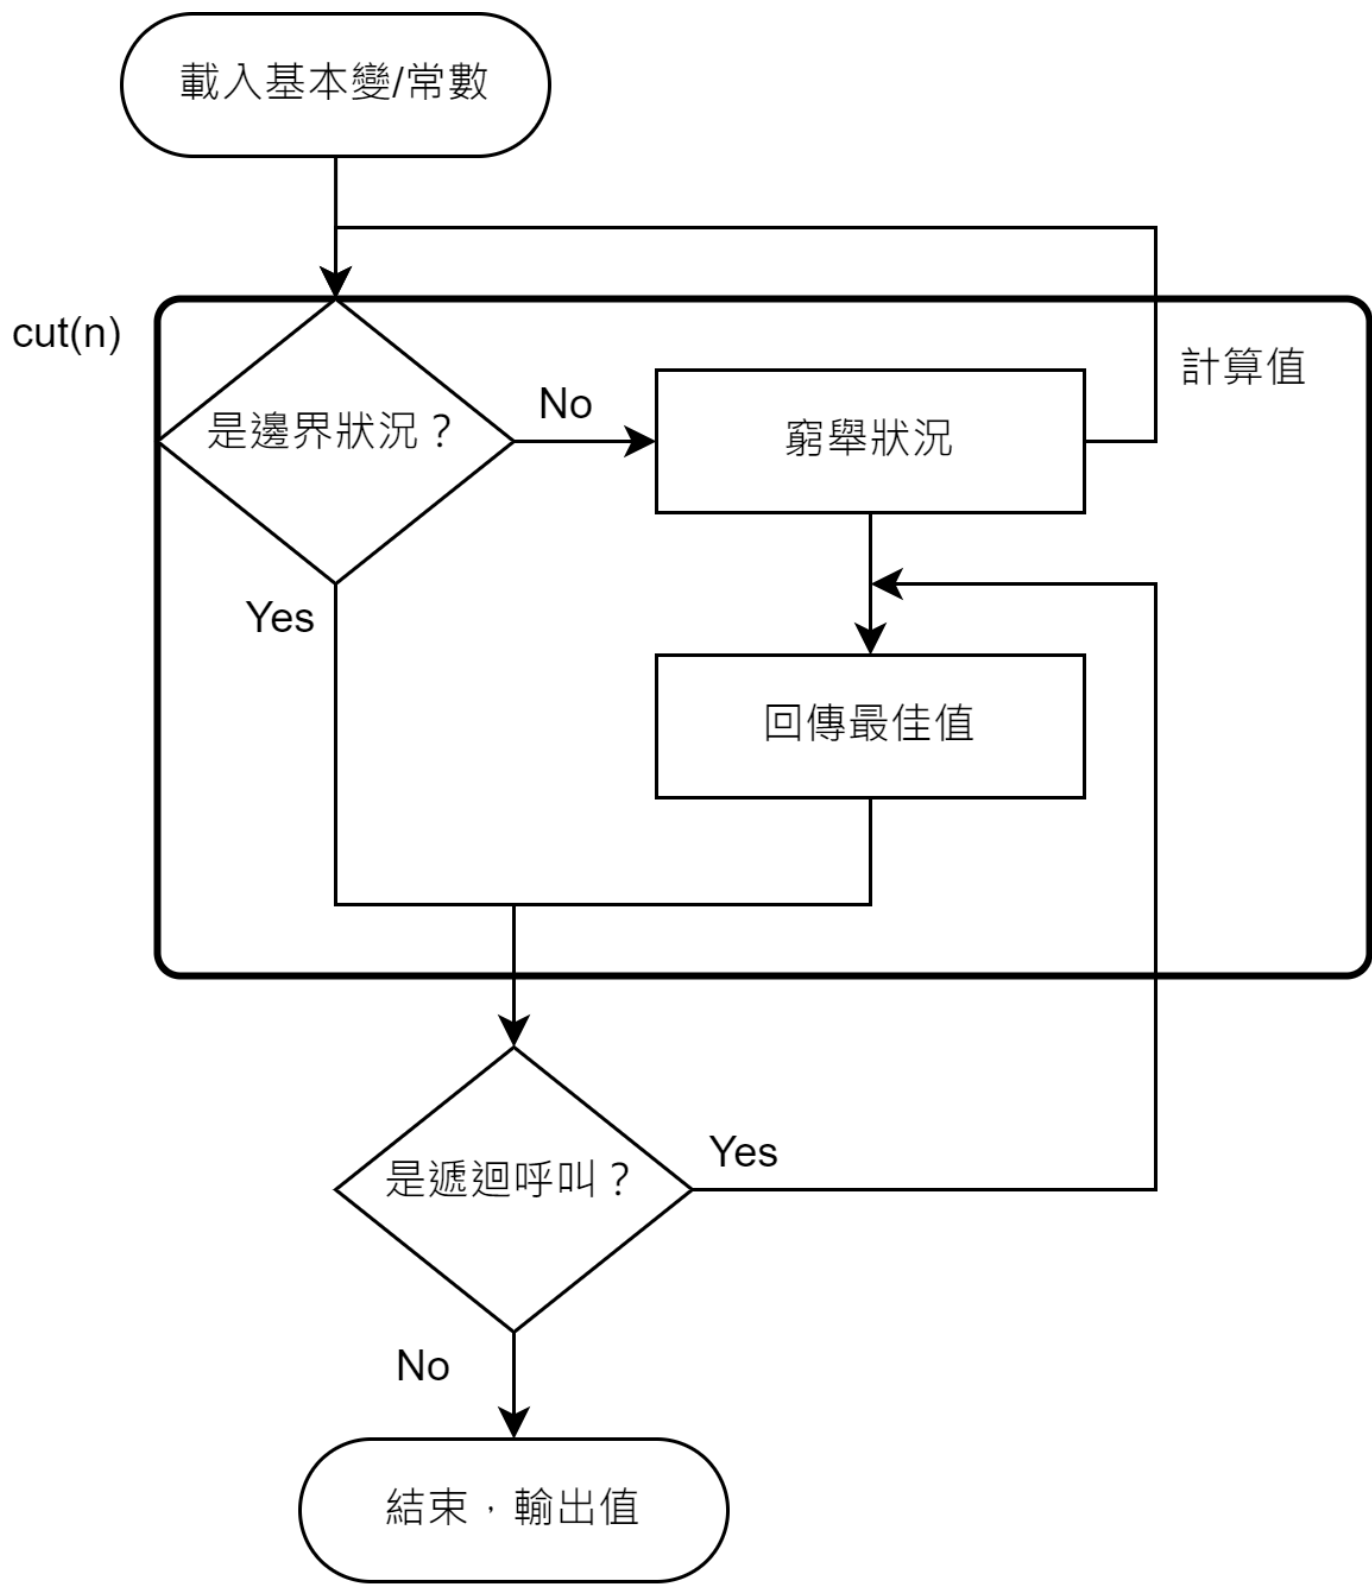 載入基本變/常數
cut(n)
是邊界狀況？
No
窮舉狀況
計算值
Yes
回傳最佳值
是遞迴呼叫？
Yes
No
結束，輸出值